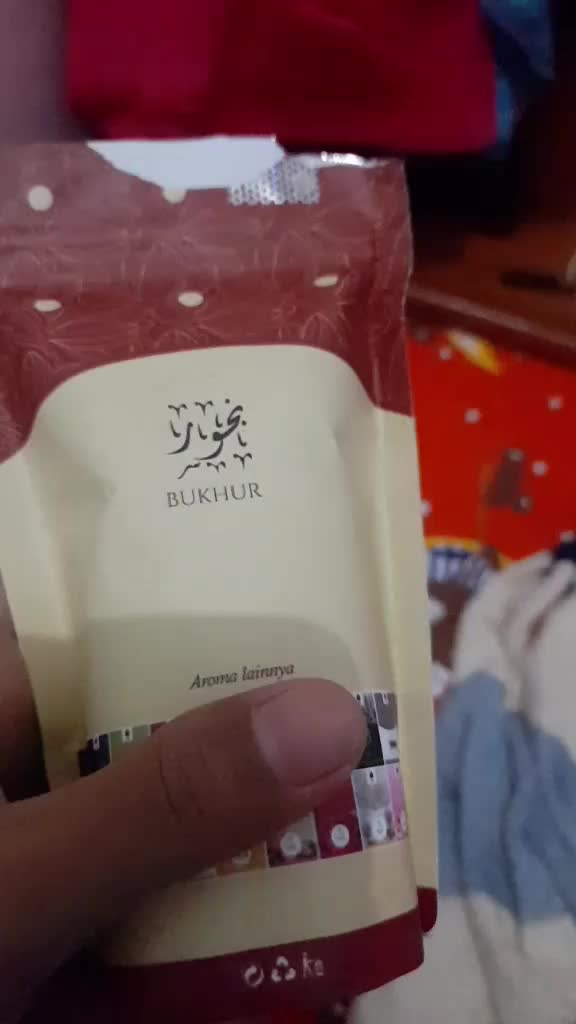 بخور
BUKHUR
Aroma lainnya